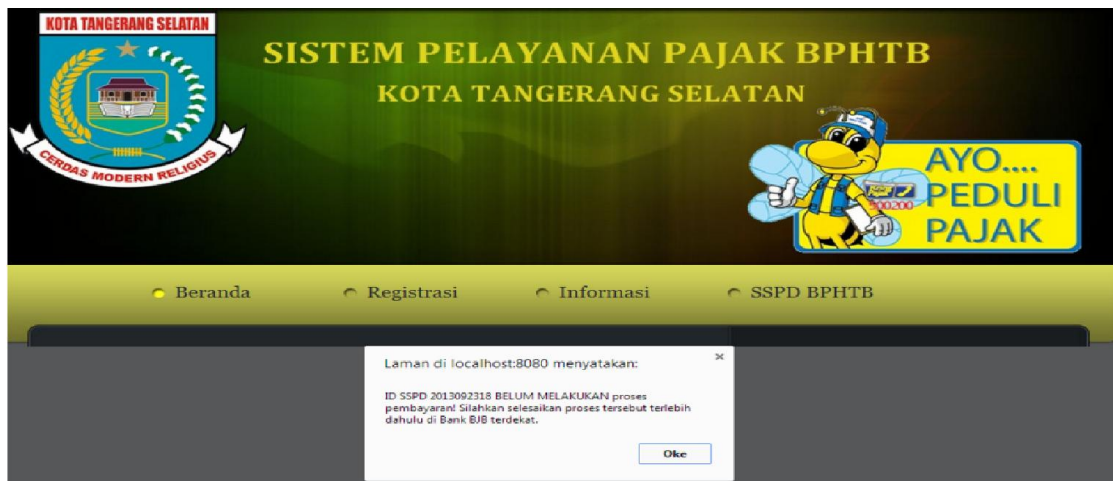 KOTA TANGERANG SELATAN
CERDAS MODERN RELIGIUS
SISTEM PELAYANAN PAJAK BPHTB
KOTA TANGERANG SELATAN
AYO....
PEDULI
PAJAK
Beranda
Registrasi
Informasi
SSPD BPHTB
Laman di localhost:8080 menyatakan:
×
ID SSPD 2013092318 BELUM MELAKUKAN proses
pembayaran! Silahkan selesaikan proses tersebut terlebih
dahulu di Bank BJB terdekat.
Oke